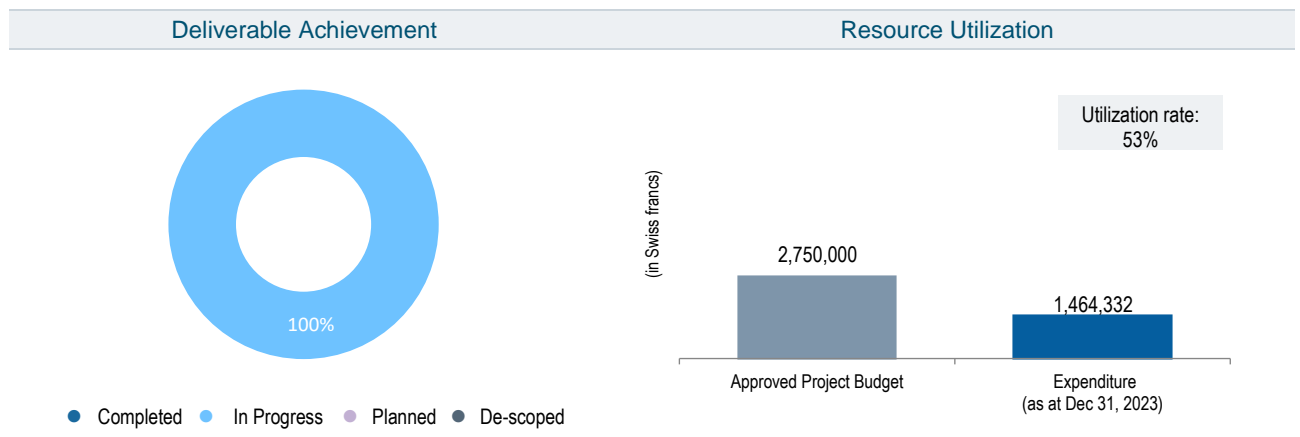 Deliverable Achievement
Resource Utilization
100%
Completed
In Progress
Planned
De-scoped
Utilization rate:
53%
(in Swiss francs)
2,750,000
1,464,332
Approved Project Budget
Expenditure
(as at Dec 31, 2023)